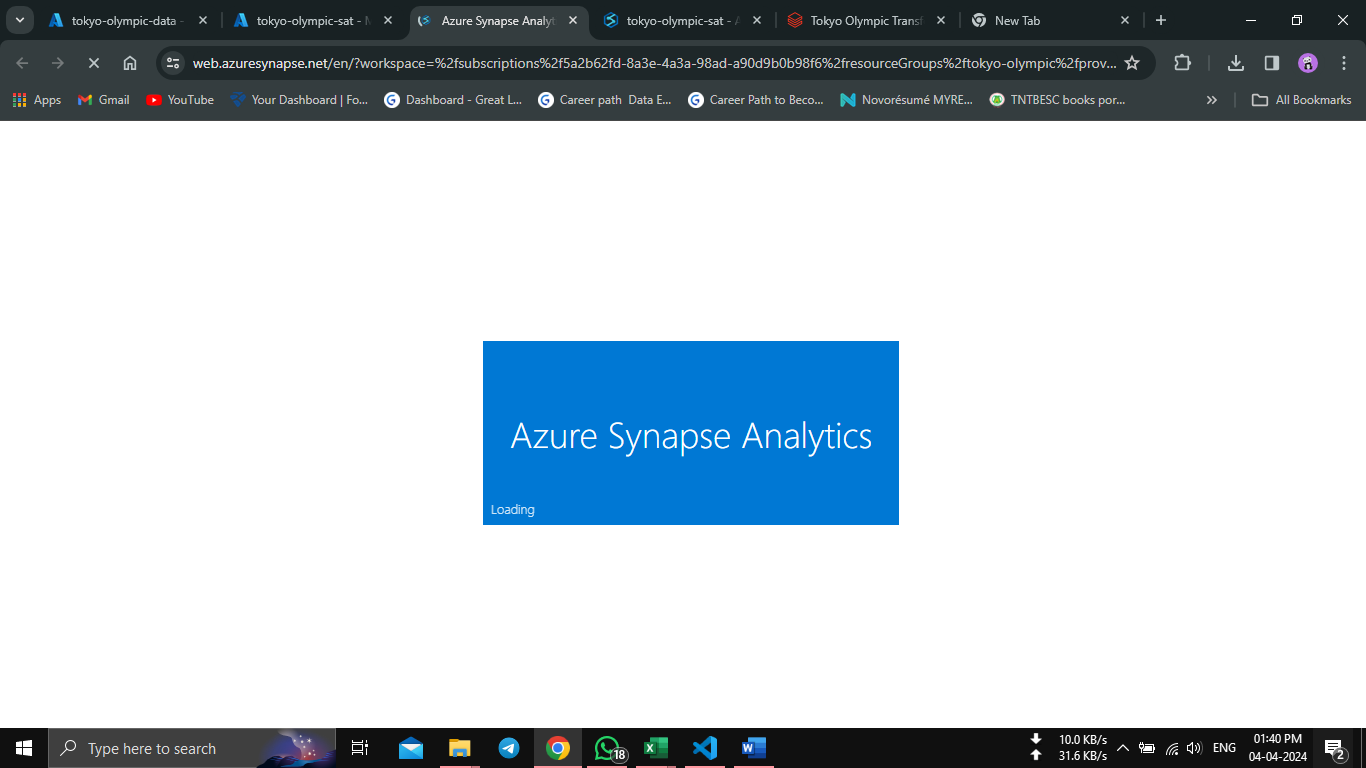 tokyo-olympic-data -
tokyo-olympic-sat - M
Azure Synapse Analyt
tokyo-olympic-sat - A
Tokyo Olympic Transf
New Tab
web.azuresynapse.net/en/?workspace=%2fsubscriptions%2f5a2b62fd-8a3e-4a3a-98ad-a90d9b0b98f6%2fresourceGroups%2ftokyo-olympic%2fprov...
Apps
Gmail
YouTube
Your Dashboard | Fo...
Dashboard - Great L...
Career path Data E...
Career Path to Beco...
Novorésumé MYRE...
TNTBESC books por...
All Bookmarks
Azure Synapse Analytics
Loading
Type here to search
18
10.0 KB/s
31.6 KB/s
ENG
01:40 PM
04-04-2024
2